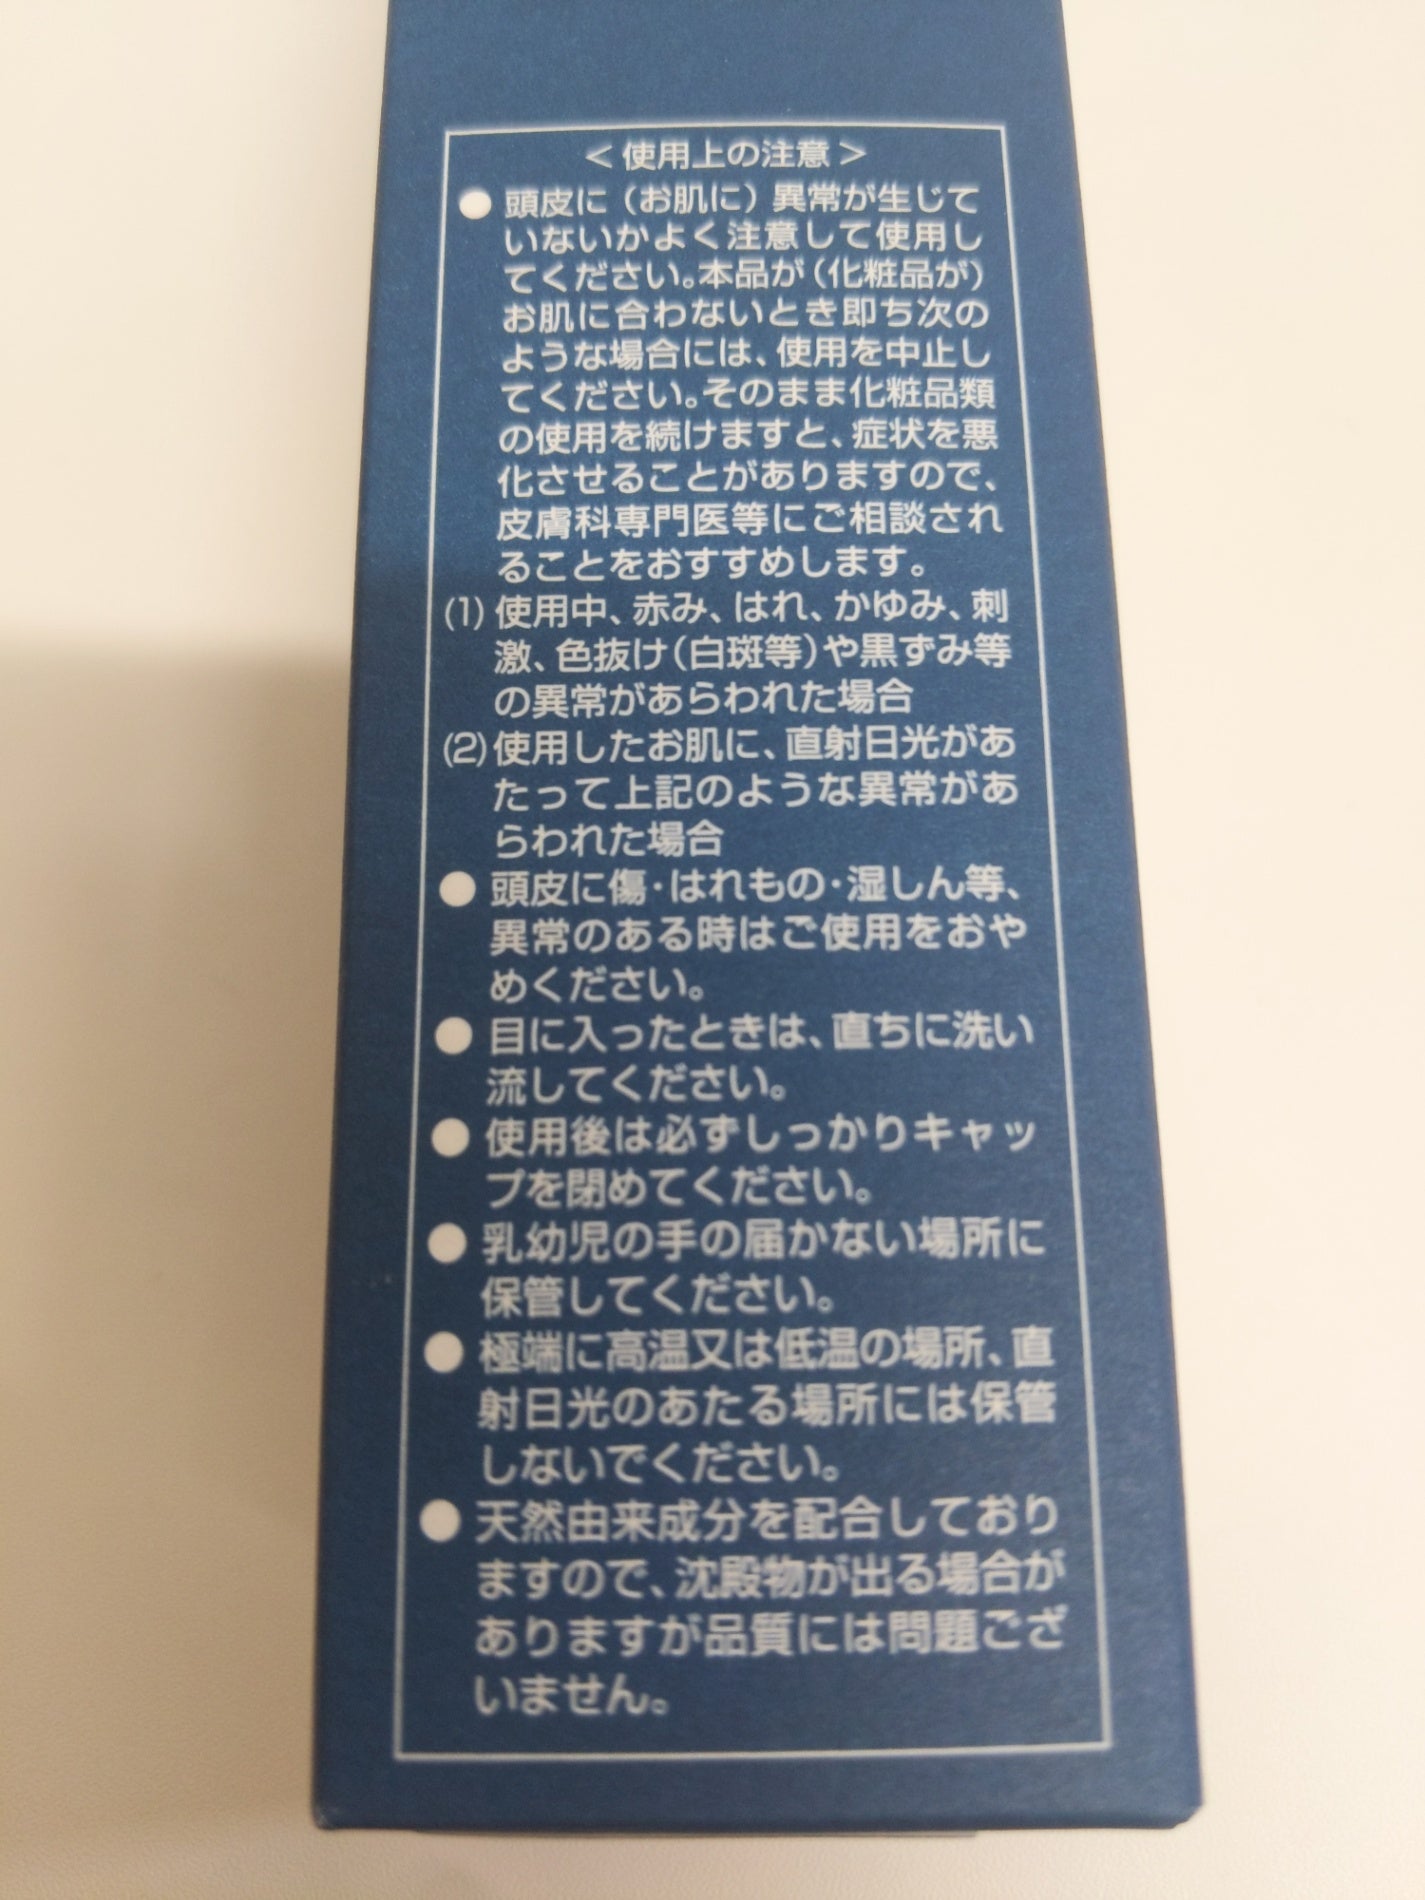 ＜使用上の注意＞
●頭皮に（お肌に）異常が生じて
いないかよく注意して使用し
てください。本品が（化粧品が）
お肌に合わないとき即ち次の
ような場合には、使用を中止し
てください。そのまま化粧品類
の使用を続けますと、症状を悪
化させることがありますので、
皮膚科専門医等にご相談され
ることをおすすめします。
(1)使用中、赤み、はれ、かゆみ、刺
激、色抜け（白斑等）や黒ずみ等
の異常があらわれた場合
(2)使用したお肌に、直射日光があ
たって上記のような異常があ
らわれた場合
●頭皮に傷・はれもの・湿しん等、
異常のある時はご使用をおや
めください。
●目に入ったときは、直ちに洗い
流してください。
●使用後は必ずしっかりキャッ
プを閉めてください。
●乳幼児の手の届かない場所に
保管してください。
●極端に高温又は低温の場所、直
射日光のあたる場所には保管
しないでください。
●天然由来成分を配合しており
ますので、沈殿物が出る場合が
ありますが品質には問題ござ
いません。